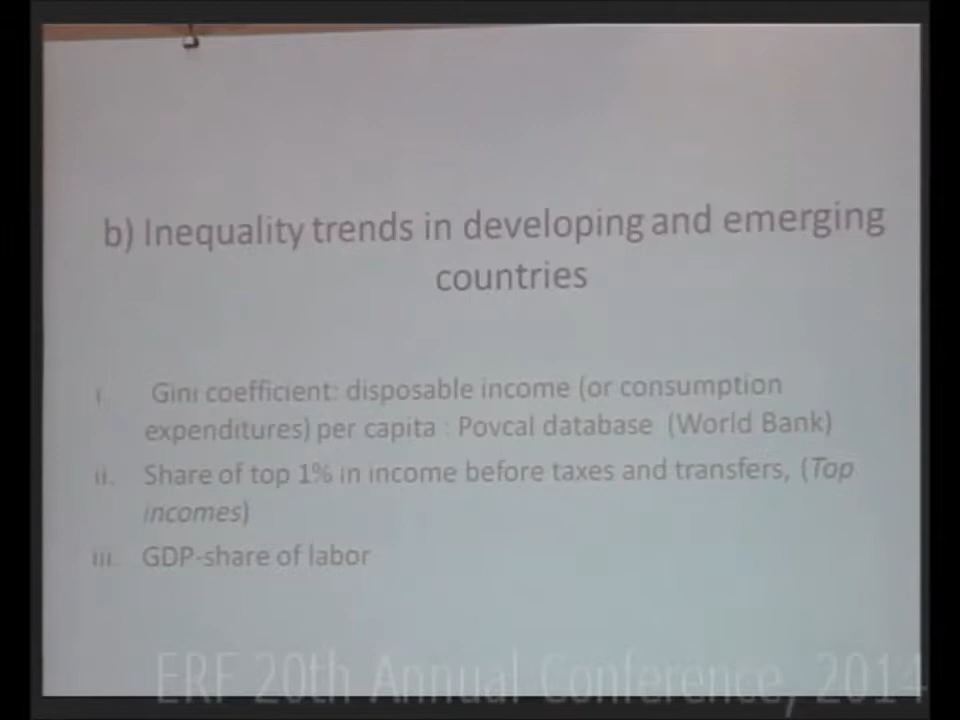 b) Inequality trends in developing and emerging
countries
i. Gini coefficient: disposable income (or consumption
expenditures) per capita : Povcal database (World Bank)
ii. Share of top 1% in income before taxes and transfers, (Top
incomes)
iii. GDP-share of labor
ERF 20th Annual Conference, 2014